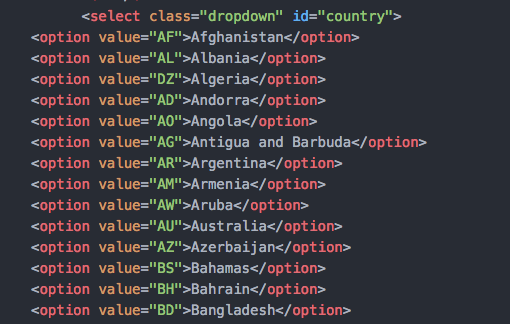 <select class="dropdown" id="country">
<option value="AF">Afghanistan</option>
<option value="AL">Albania</option>
<option value="DZ">Algeria</option>
<option value="AD">Andorra</option>
<option value="AO">Angola</option>
<option value="AG">Antigua and Barbuda</option>
<option value="AR">Argentina</option>
<option value="AM">Armenia</option>
<option value="AW">Aruba</option>
<option value="AU">Australia</option>
<option value="AZ">Azerbaijan</option>
<option value="BS">Bahamas</option>
<option value="BH">Bahrain</option>
<option value="BD">Bangladesh</option>